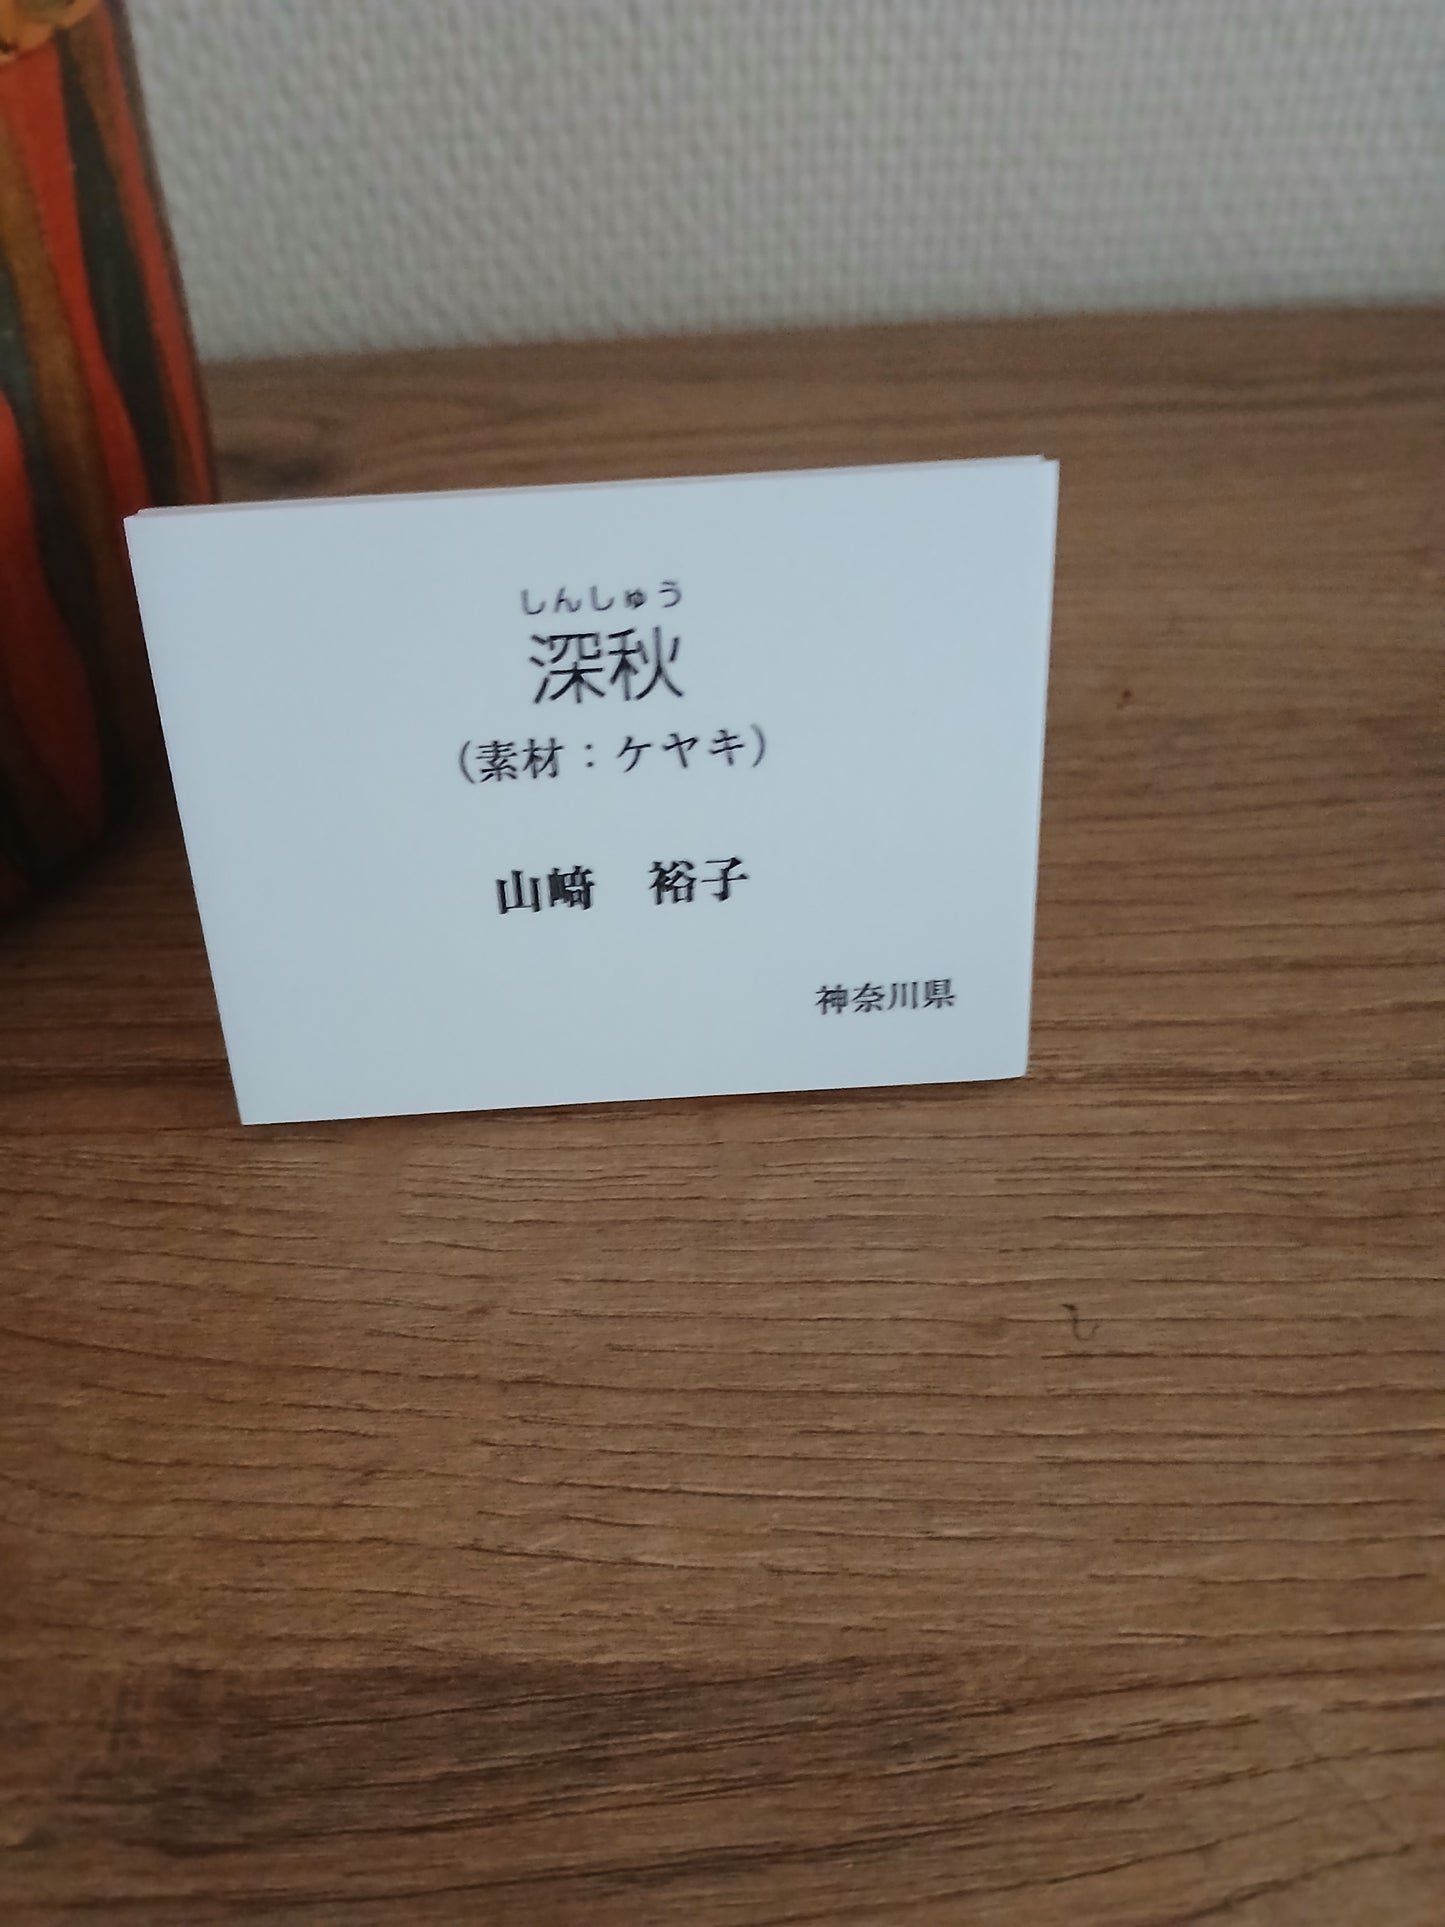 しんしゅう
深秋
（素材：ケヤキ）
山﨑　裕子
神奈川県